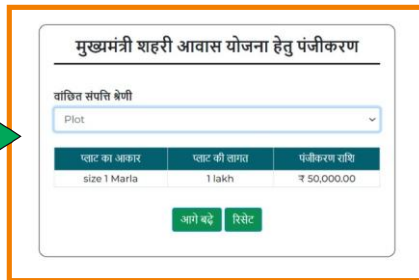 मुख्यमंत्री शहरी आवास योजना हेतु पंजीकरण
वांछित संपत्ति श्रेणी
Plot
प्लाट का आकार प्लाट की लागत पंजीकरण राशि
size 1 Marla 1 lakh ₹ 50,000.00
आगे बढ़े रिसेट